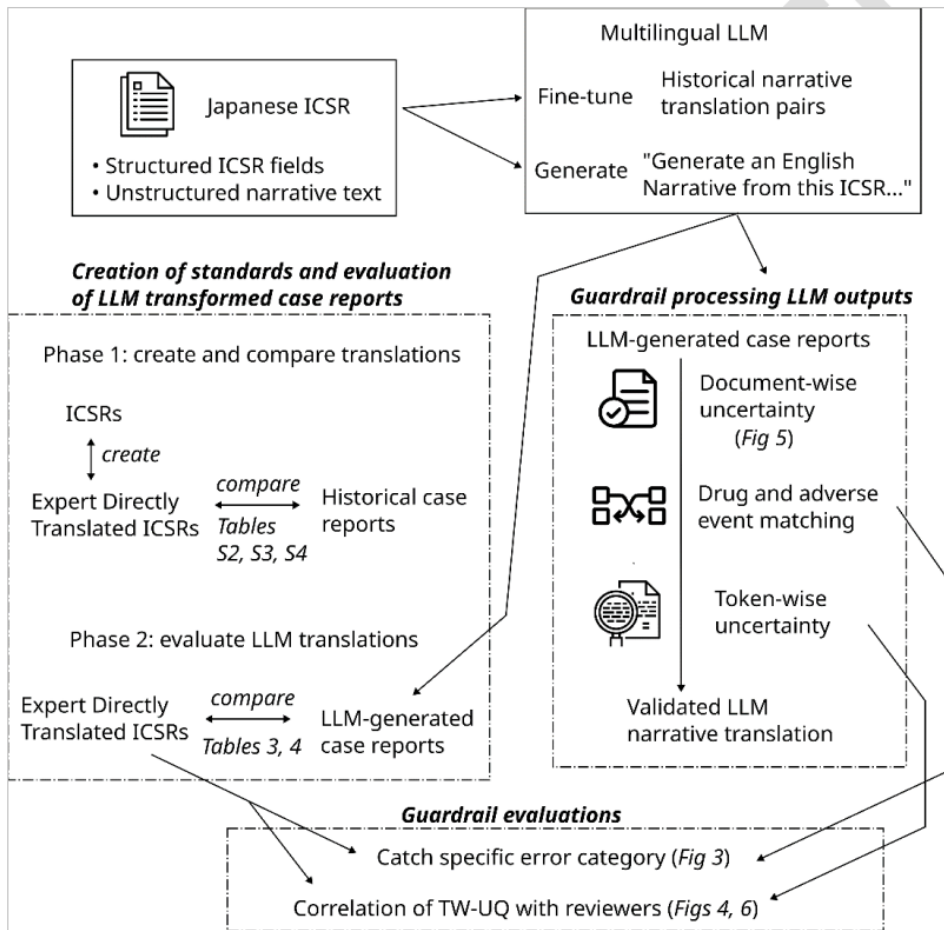 Japanese ICSR
• Structured ICSR fields
• Unstructured narrative text
Multilingual LLM
Fine-tune
Historical narrative
translation pairs
Generate
"Generate an English
Narrative from this ICSR..."
Creation of standards and evaluation
of LLM transformed case reports
Phase 1: create and compare translations
ICSRs
create
Expert Directly
Translated ICSRs
compare
Tables
S2, S3, S4
Historical case
reports
Phase 2: evaluate LLM translations
Expert Directly
Translated ICSRs
compare
Tables 3, 4
LLM-generated
case reports
Guardrail processing LLM outputs
LLM-generated case reports
Document-wise
uncertainty
(Fig 5)
Drug and adverse
event matching
Token-wise
uncertainty
Validated LLM
narrative translation
Guardrail evaluations
Catch specific error category (Fig 3)
Correlation of TW-UQ with reviewers (Figs 4, 6)